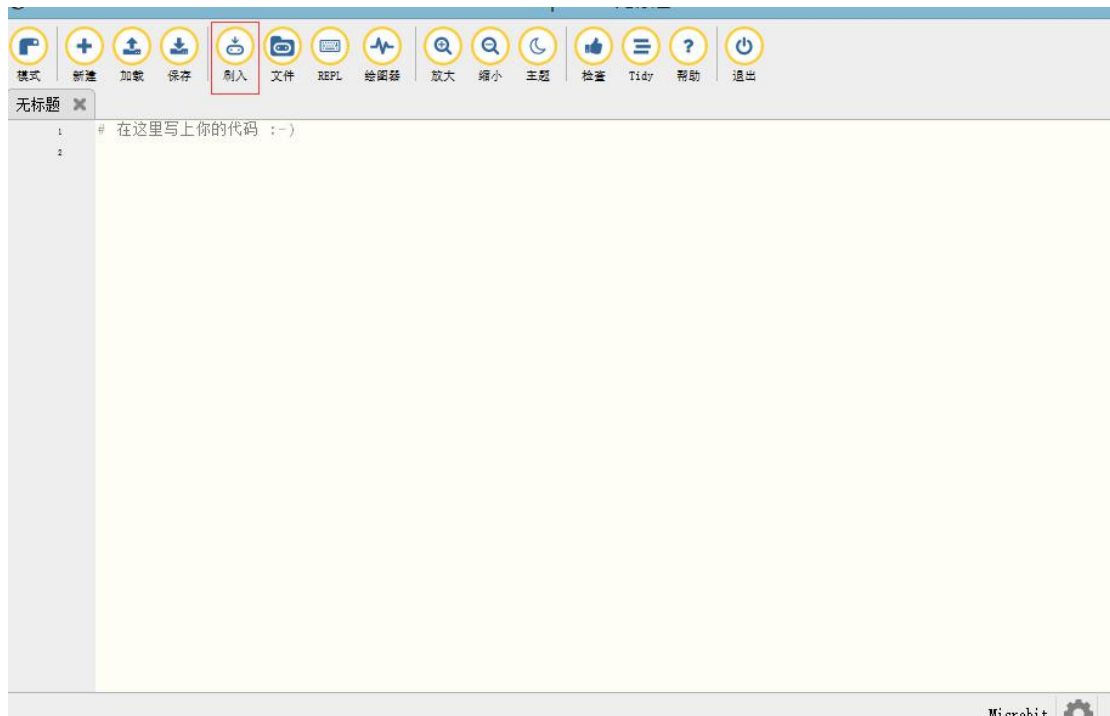 模式 新建 加载 保存 刷入 文件 REPL 绘图器 放大 缩小 主题 检查 Tidy 帮助 退出
无标题
1 # 在这里写上你的代码 :-)
2
Microbit